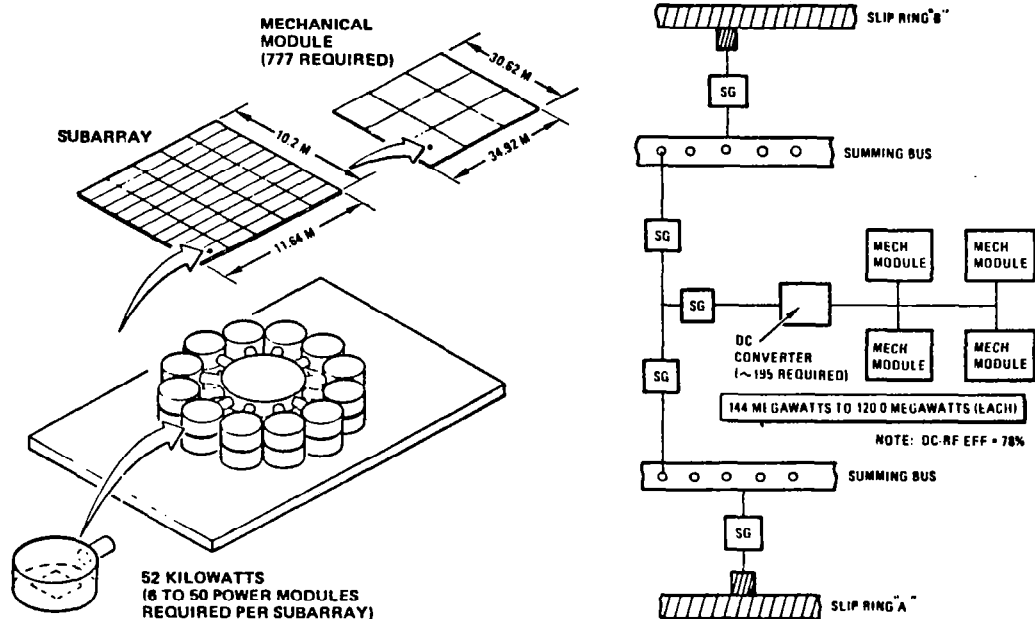 MECHANICAL
MODULE
(777 REQUIRED)
30.62 M
34.92 M
SUBARRAY
10.2 M
11.64 M
52 KILOWATTS
(6 TO 50 POWER MODULES
REQUIRED PER SUBARRAY)
SLIP RING "B"
SG
SUMMING BUS
SG
SG
DC
CONVERTER
(~195 REQUIRED)
MECH
MODULE
MECH
MODULE
MECH
MODULE
MECH
MODULE
SG
144 MEGAWATTS TO 120.0 MEGAWATTS (EACH)
NOTE: DC-RF EFF = 78%
SUMMING BUS
SG
SLIP RING "A"